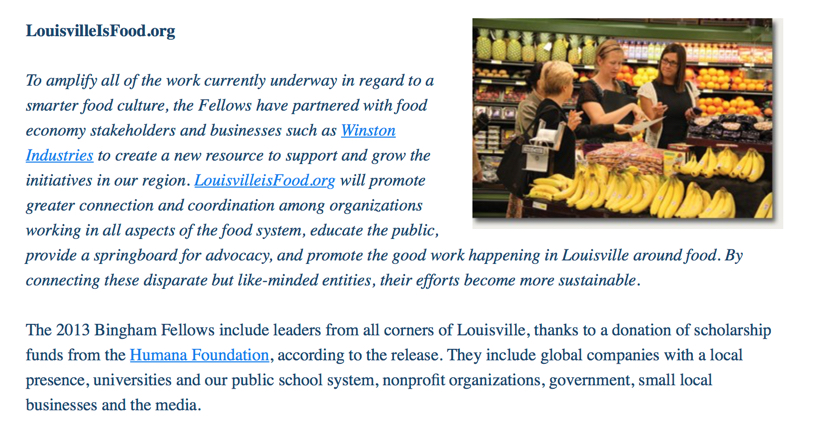 LouisvilleIsFood.org
To amplify all of the work currently underway in regard to a
smarter food culture, the Fellows have partnered with food
economy stakeholders and businesses such as Winston
Industries to create a new resource to support and grow the
initiatives in our region. LouisvilleisFood.org will promote
greater connection and coordination among organizations
working in all aspects of the food system, educate the public,
provide a springboard for advocacy, and promote the good work happening in Louisville around food. By
connecting these disparate but like-minded entities, their efforts become more sustainable.
The 2013 Bingham Fellows include leaders from all corners of Louisville, thanks to a donation of scholarship
funds from the Humana Foundation, according to the release. They include global companies with a local
presence, universities and our public school system, nonprofit organizations, government, small local
businesses and the media.